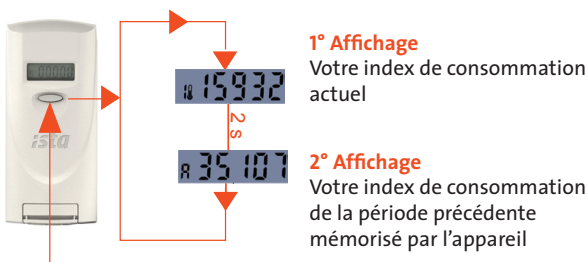 1° Affichage
Votre index de consommation
actuel
15932
2 s
2° Affichage
A 35107
Votre index de consommation
de la période précédente
mémorisé par l'appareil
ista